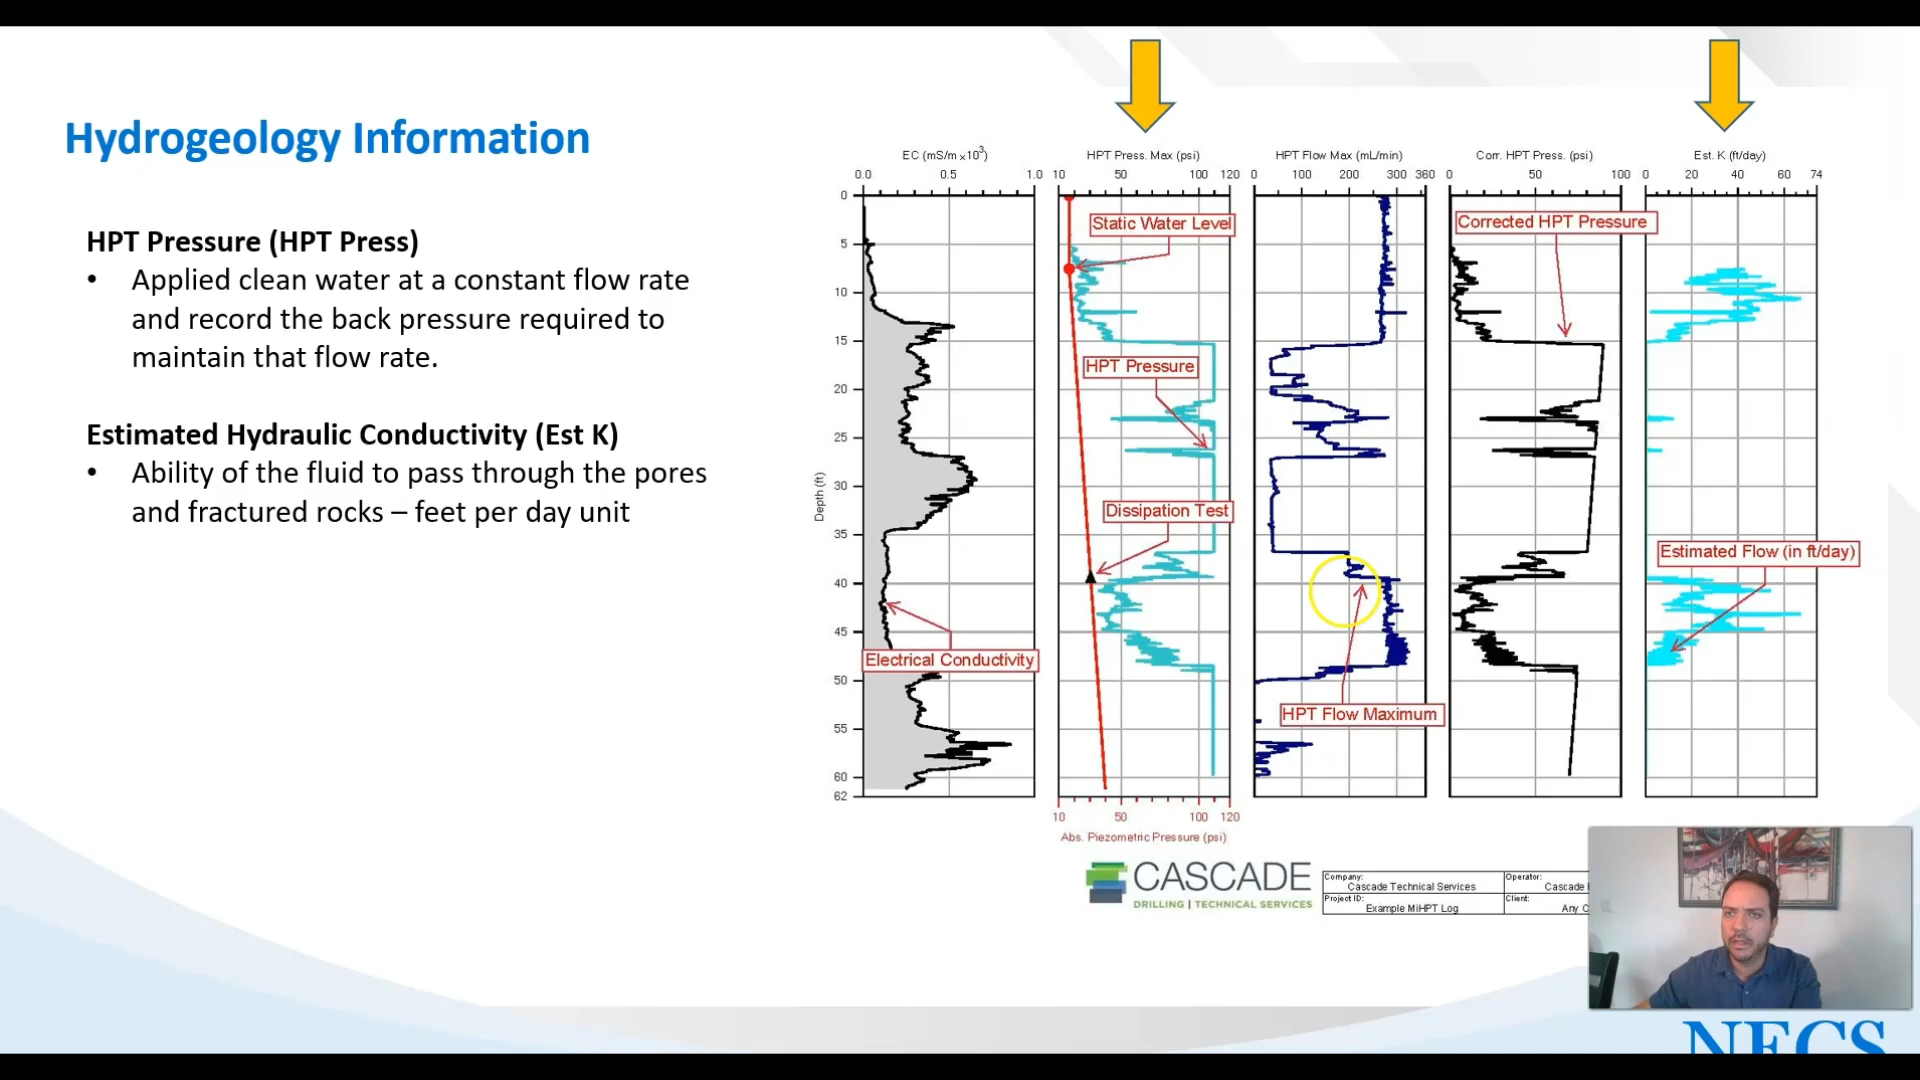 Hydrogeology Information
HPT Pressure (HPT Press)
• Applied clean water at a constant flow rate
and record the back pressure required to
maintain that flow rate.
Estimated Hydraulic Conductivity (Est K)
• Ability of the fluid to pass through the pores
and fractured rocks – feet per day unit
EC (mS/m x10³)
0.0 0.5 1.0
HPT Press. Max (psi)
10 50 100 120
HPT Flow Max (mL/min)
0 100 200 300 360
Corr. HPT Press. (psi)
0 50 100
Est. K (ft/day)
0 20 40 60 74
Depth (ft)
0
5
10
15
20
25
30
35
40
45
50
55
60
62
Static Water Level
Corrected HPT Pressure
HPT Pressure
Dissipation Test
Estimated Flow (in ft/day)
Electrical Conductivity
HPT Flow Maximum
10 50 100 120
Abs. Piezometric Pressure (psi)
CASCADE
DRILLING | TECHNICAL SERVICES
Company:
Cascade Technical Services
Operator:
Cascade
Project ID:
Example MiHPT Log
Client:
Any C
NECS